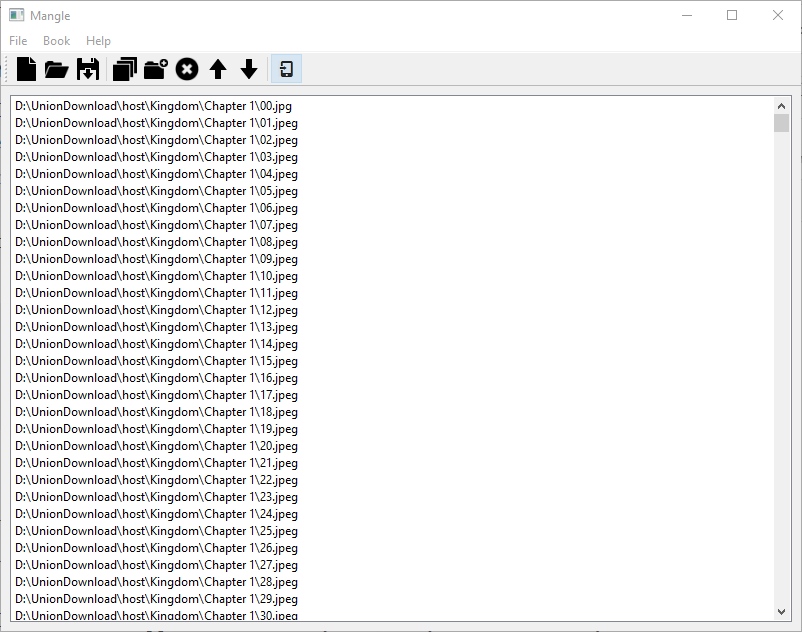 Mangle
File Book Help
D:\UnionDownload\host\Kingdom\Chapter 1\00.jpg
D:\UnionDownload\host\Kingdom\Chapter 1\01.jpeg
D:\UnionDownload\host\Kingdom\Chapter 1\02.jpeg
D:\UnionDownload\host\Kingdom\Chapter 1\03.jpeg
D:\UnionDownload\host\Kingdom\Chapter 1\04.jpeg
D:\UnionDownload\host\Kingdom\Chapter 1\05.jpeg
D:\UnionDownload\host\Kingdom\Chapter 1\06.jpeg
D:\UnionDownload\host\Kingdom\Chapter 1\07.jpeg
D:\UnionDownload\host\Kingdom\Chapter 1\08.jpeg
D:\UnionDownload\host\Kingdom\Chapter 1\09.jpeg
D:\UnionDownload\host\Kingdom\Chapter 1\10.jpeg
D:\UnionDownload\host\Kingdom\Chapter 1\11.jpeg
D:\UnionDownload\host\Kingdom\Chapter 1\12.jpeg
D:\UnionDownload\host\Kingdom\Chapter 1\13.jpeg
D:\UnionDownload\host\Kingdom\Chapter 1\14.jpeg
D:\UnionDownload\host\Kingdom\Chapter 1\15.jpeg
D:\UnionDownload\host\Kingdom\Chapter 1\16.jpeg
D:\UnionDownload\host\Kingdom\Chapter 1\17.jpeg
D:\UnionDownload\host\Kingdom\Chapter 1\18.jpeg
D:\UnionDownload\host\Kingdom\Chapter 1\19.jpeg
D:\UnionDownload\host\Kingdom\Chapter 1\20.jpeg
D:\UnionDownload\host\Kingdom\Chapter 1\21.jpeg
D:\UnionDownload\host\Kingdom\Chapter 1\22.jpeg
D:\UnionDownload\host\Kingdom\Chapter 1\23.jpeg
D:\UnionDownload\host\Kingdom\Chapter 1\24.jpeg
D:\UnionDownload\host\Kingdom\Chapter 1\25.jpeg
D:\UnionDownload\host\Kingdom\Chapter 1\26.jpeg
D:\UnionDownload\host\Kingdom\Chapter 1\27.jpeg
D:\UnionDownload\host\Kingdom\Chapter 1\28.jpeg
D:\UnionDownload\host\Kingdom\Chapter 1\29.jpeg
D:\UnionDownload\host\Kingdom\Chapter 1\30.jpeg